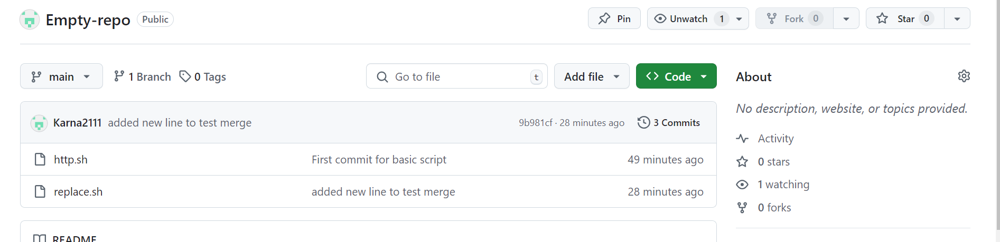 Empty-repo Public Pin Unwatch 1 Fork 0 Star 0
main 1 Branch 0 Tags Go to file t Add file Code
About
No description, website, or topics provided.
Karna2111 added new line to test merge 9b981cf · 28 minutes ago 3 Commits
http.sh First commit for basic script 49 minutes ago
replace.sh added new line to test merge 28 minutes ago
Activity
0 stars
1 watching
0 forks
README